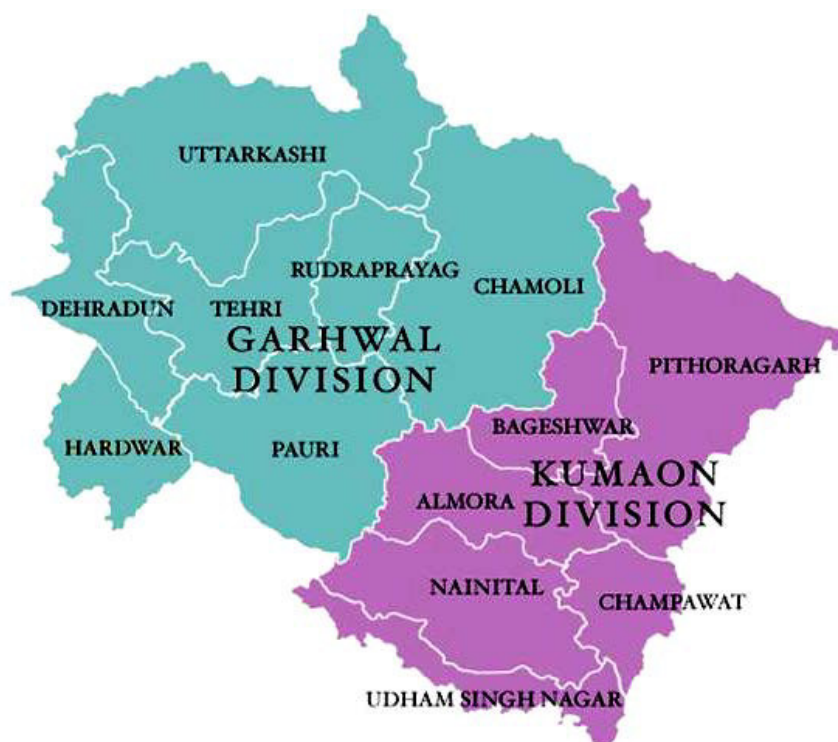 UTTARKASHI
RUDRAPRAYAG
CHAMOLI
DEHRADUN
TEHRI
GARHWAL
DIVISION
PITHORAGARH
HARDWAR
PAURI
BAGESHWAR
KUMAON
DIVISION
ALMORA
NAINITAL
CHAMPAWAT
UDHAM SINGH NAGAR